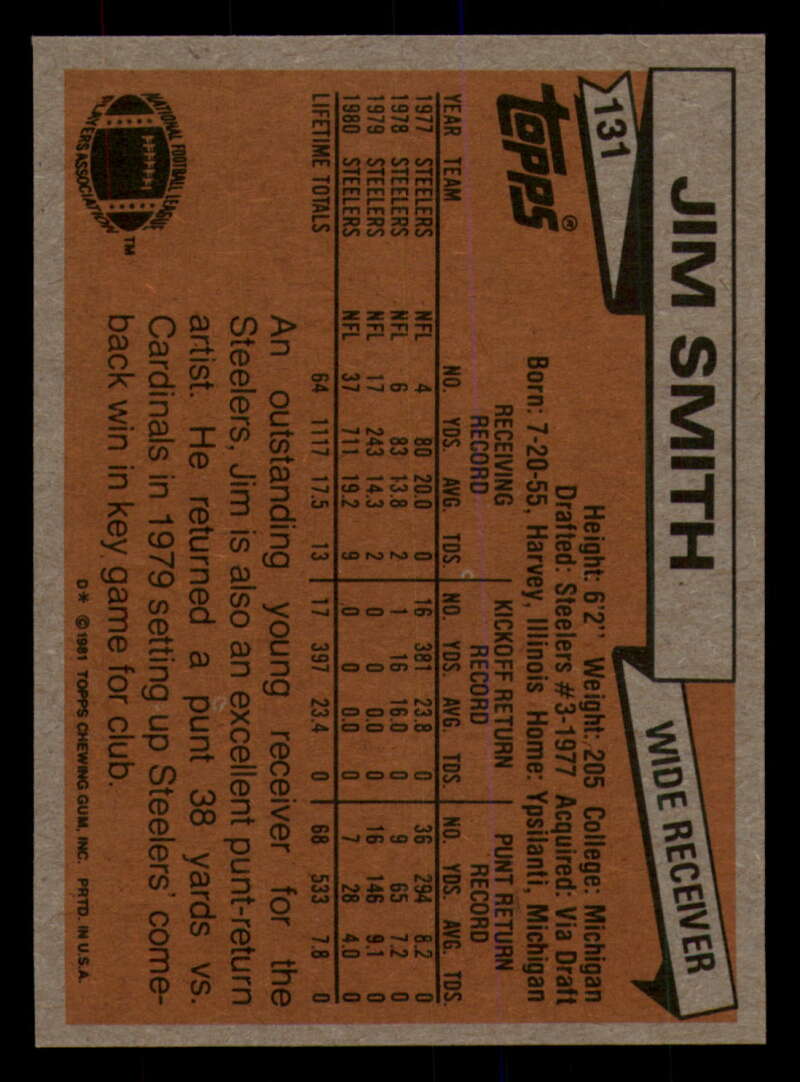 131
JIM SMITH
WIDE RECEIVER
TOPPS®
Height: 6'2" Weight: 205 College: Michigan
Drafted: Steelers #3-1977 Acquired: Via Draft
Born: 7-20-55, Harvey, Illinois Home: Ypsilanti, Michigan
RECEIVING KICKOFF RETURN PUNT RETURN
RECORD RECORD RECORD
YEAR TEAM NO. YDS. AVG. TDS. NO. YDS. AVG TDS NO. YDS. AVG. TDS.
1977 STEELERS NFL 4 80 20.0 0 16 381 23.8 0 36 294 8.2 0
1978 STEELERS NFL 6 83 13.8 2 1 16 16.0 0 9 65 7.2 0
1979 STEELERS NFL 17 243 14.3 2 0 0 0.0 0 16 146 9.1 0
1980 STEELERS NFL 37 711 19.2 9 0 0 0.0 0 7 28 4.0 0
LIFETIME TOTALS 64 1117 17.5 13 17 397 23.4 0 68 533 7.8 0
An outstanding young receiver for the
Steelers, Jim is also an excellent punt-return
artist. He returned a punt 38 yards vs.
Cardinals in 1979 setting up Steelers' come-
back win in key game for club.
NATIONAL FOOTBALL LEAGUE
PLAYERS ASSOCIATION
TM
D* ©1981 TOPPS CHEWING GUM, INC. PRTD. IN U.S.A.